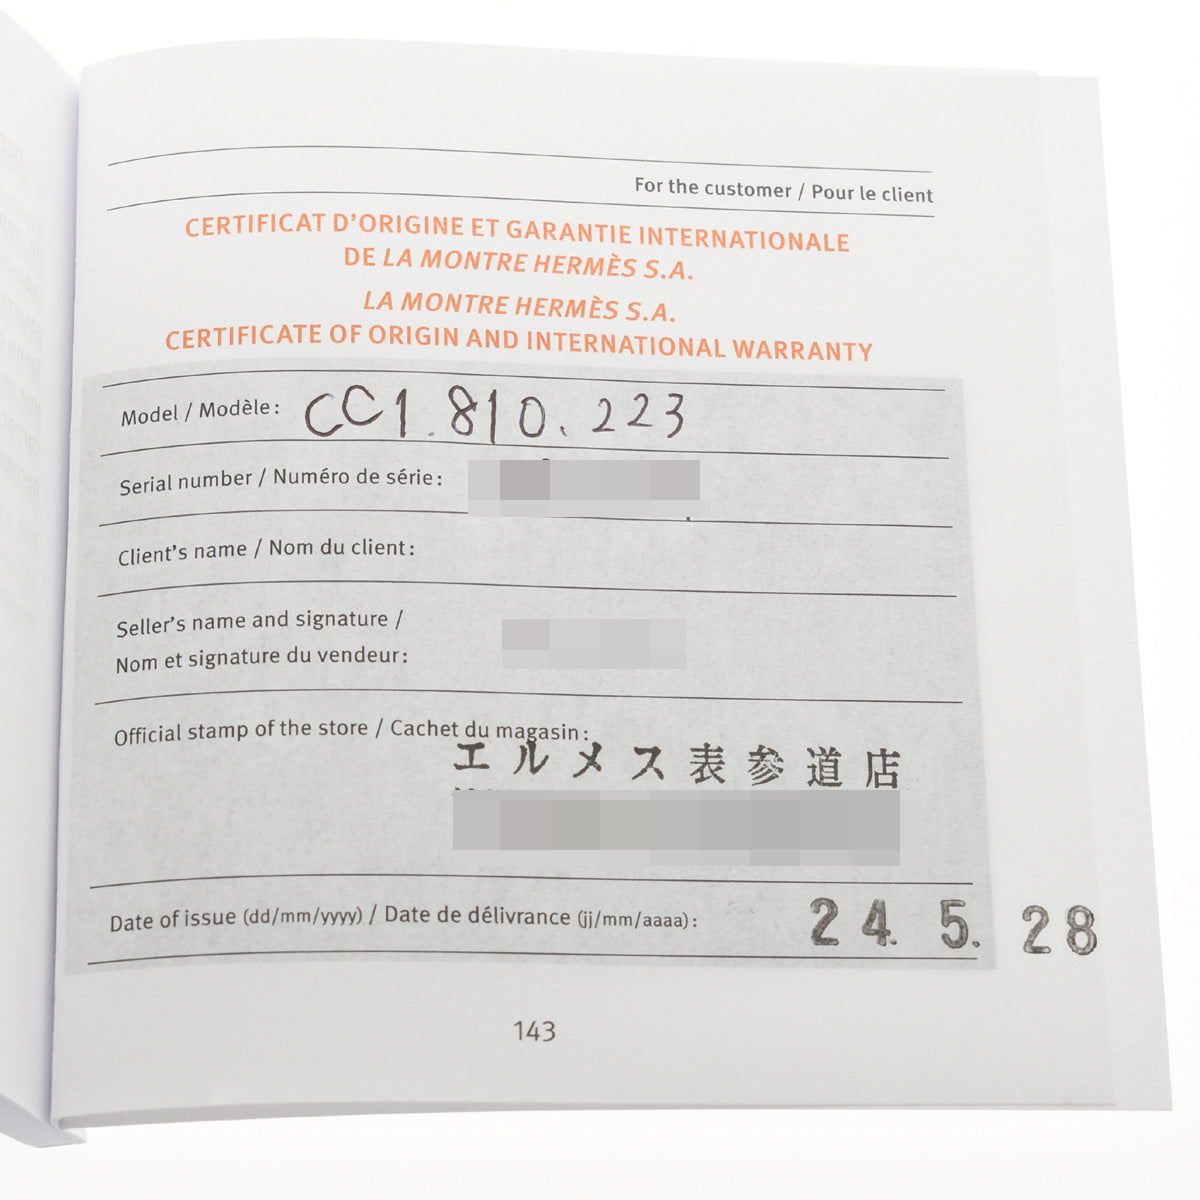 For the customer / Pour le client
CERTIFICAT D'ORIGINE ET GARANTIE INTERNATIONALE
DE LA MONTRE HERMÈS S.A.
LA MONTRE HERMÈS S.A.
CERTIFICATE OF ORIGIN AND INTERNATIONAL WARRANTY
Model / Modèle: CC1.810.223
Serial number / Numéro de série:
Client's name / Nom du client:
Seller's name and signature /
Nom et signature du vendeur:
Official stamp of the store / Cachet du magasin:
エルメス表参道店
Date of issue (dd/mm/yyyy) / Date de délivrance (jj/mm/aaaa): 24. 5. 28
143